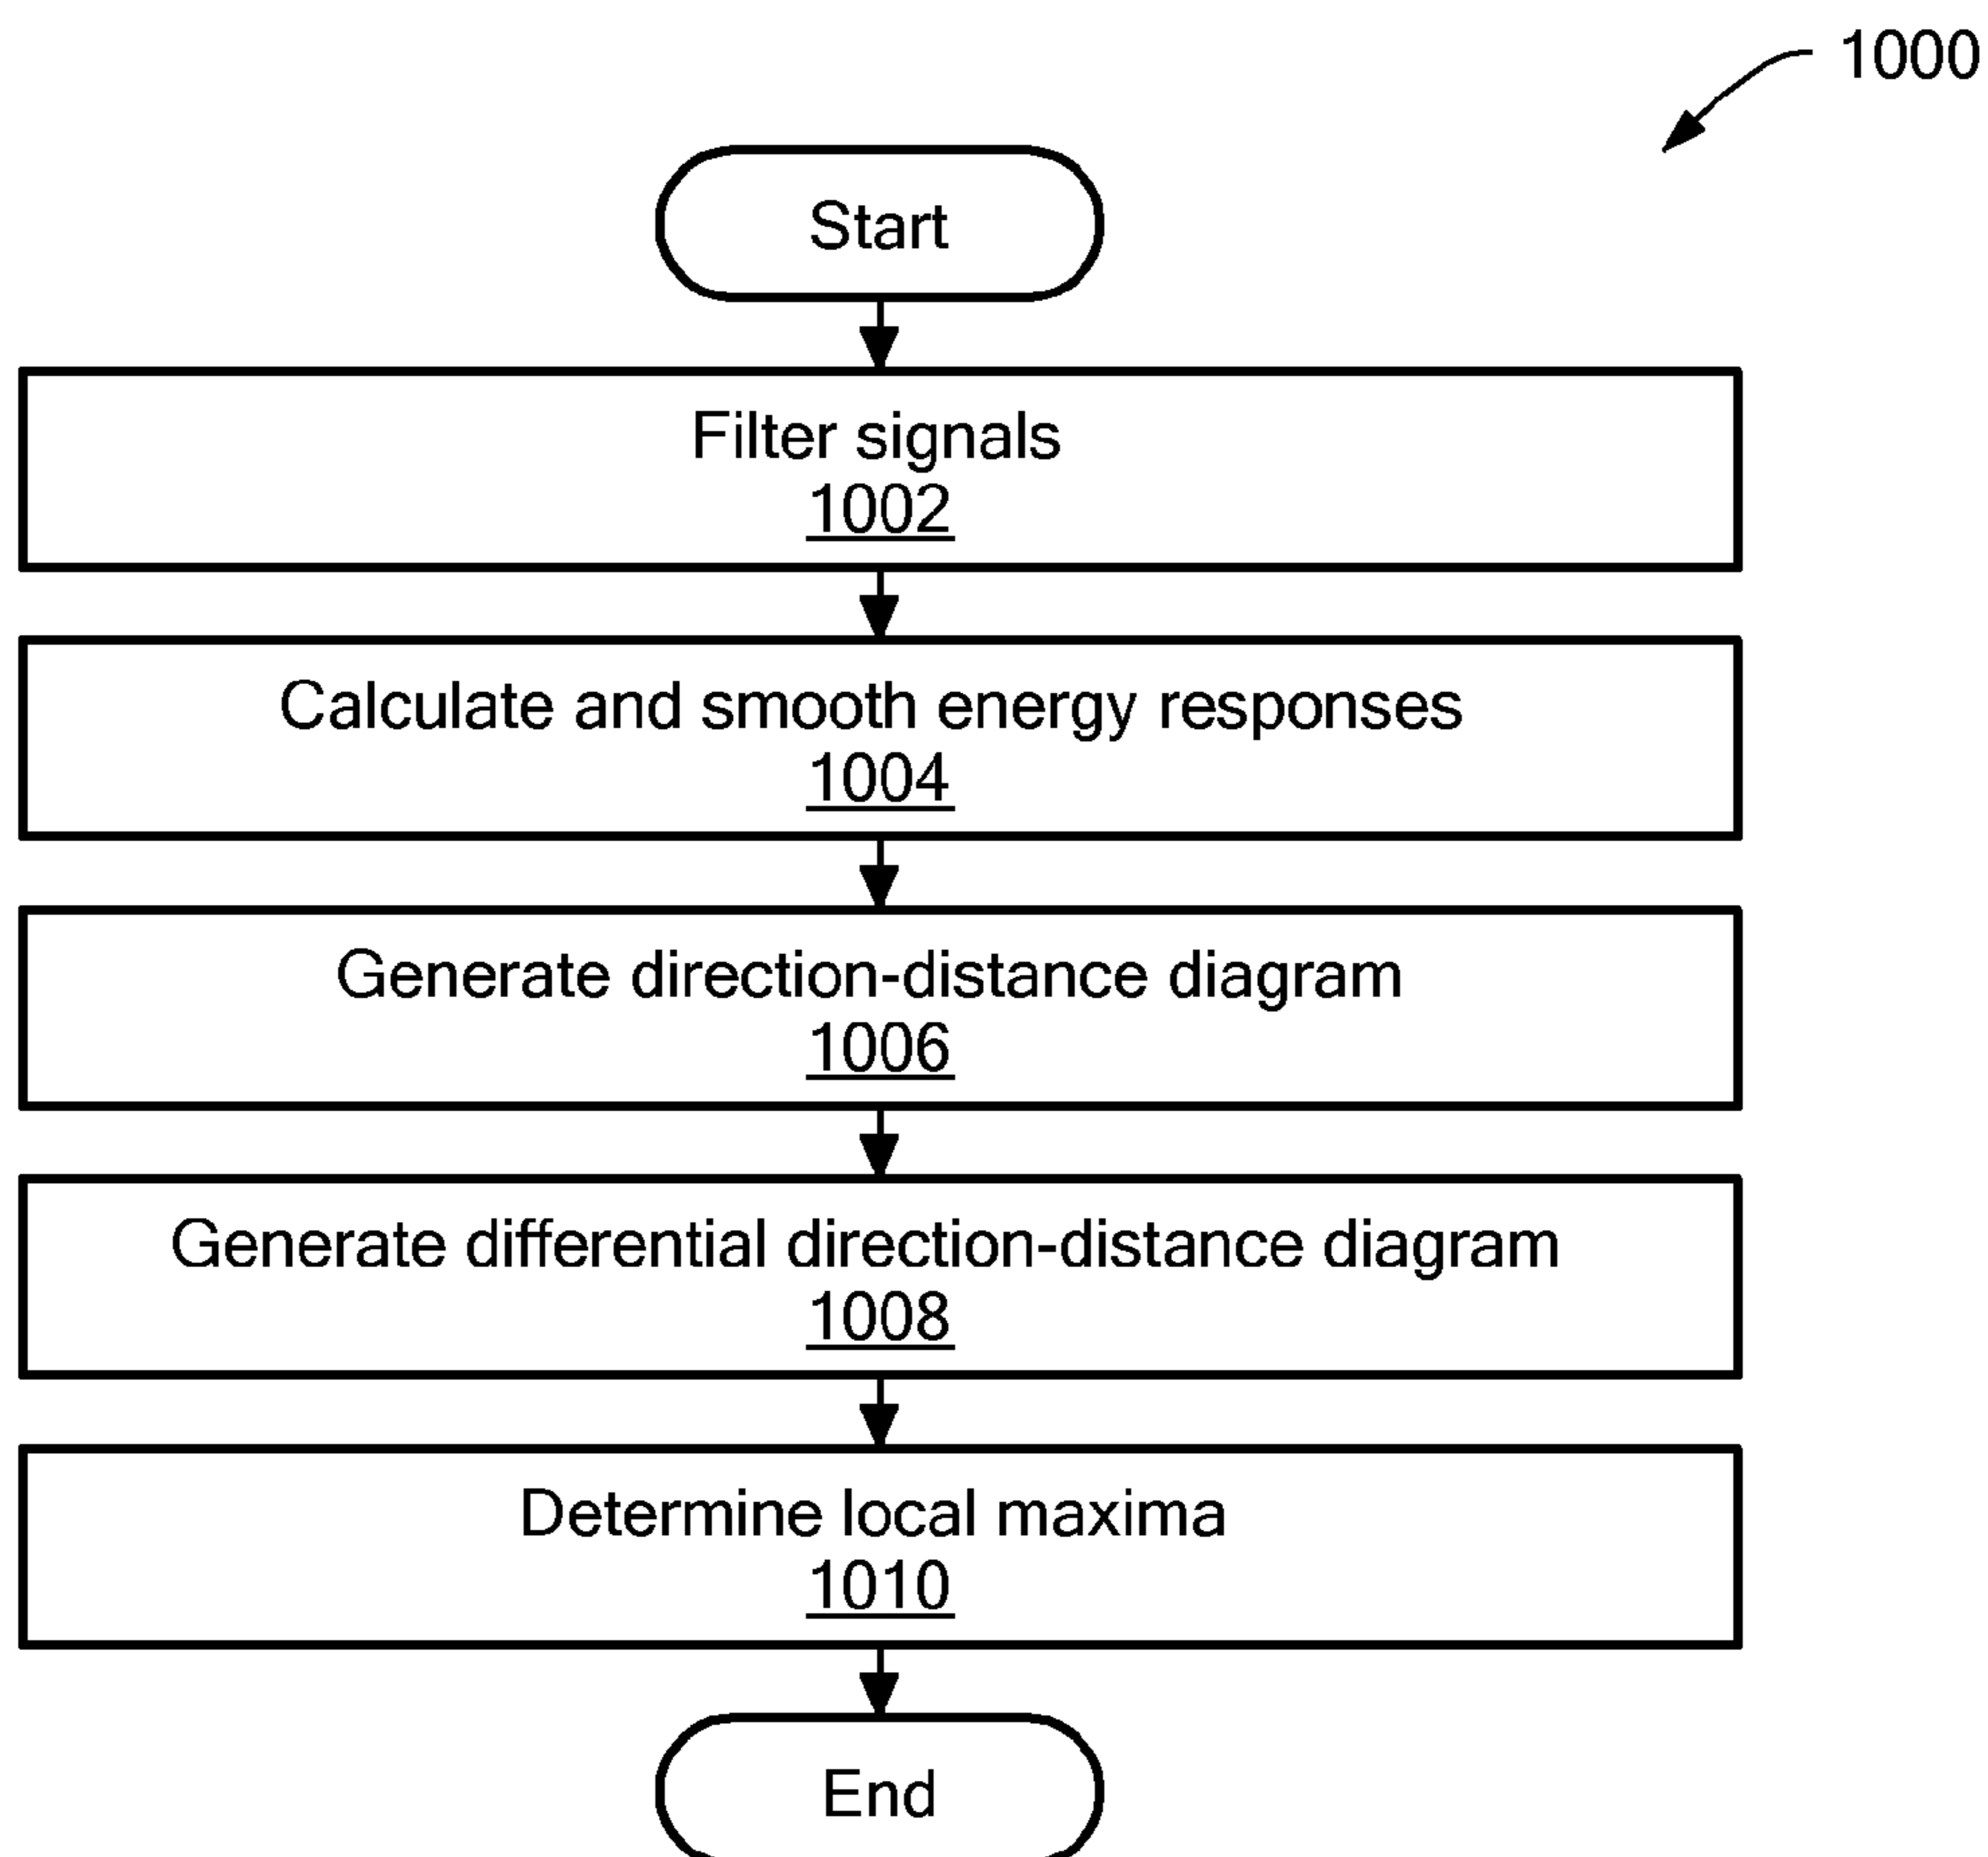 1000
Start
Filter signals
1002
Calculate and smooth energy responses
1004
Generate direction-distance diagram
1006
Generate differential direction-distance diagram
1008
Determine local maxima
1010
End